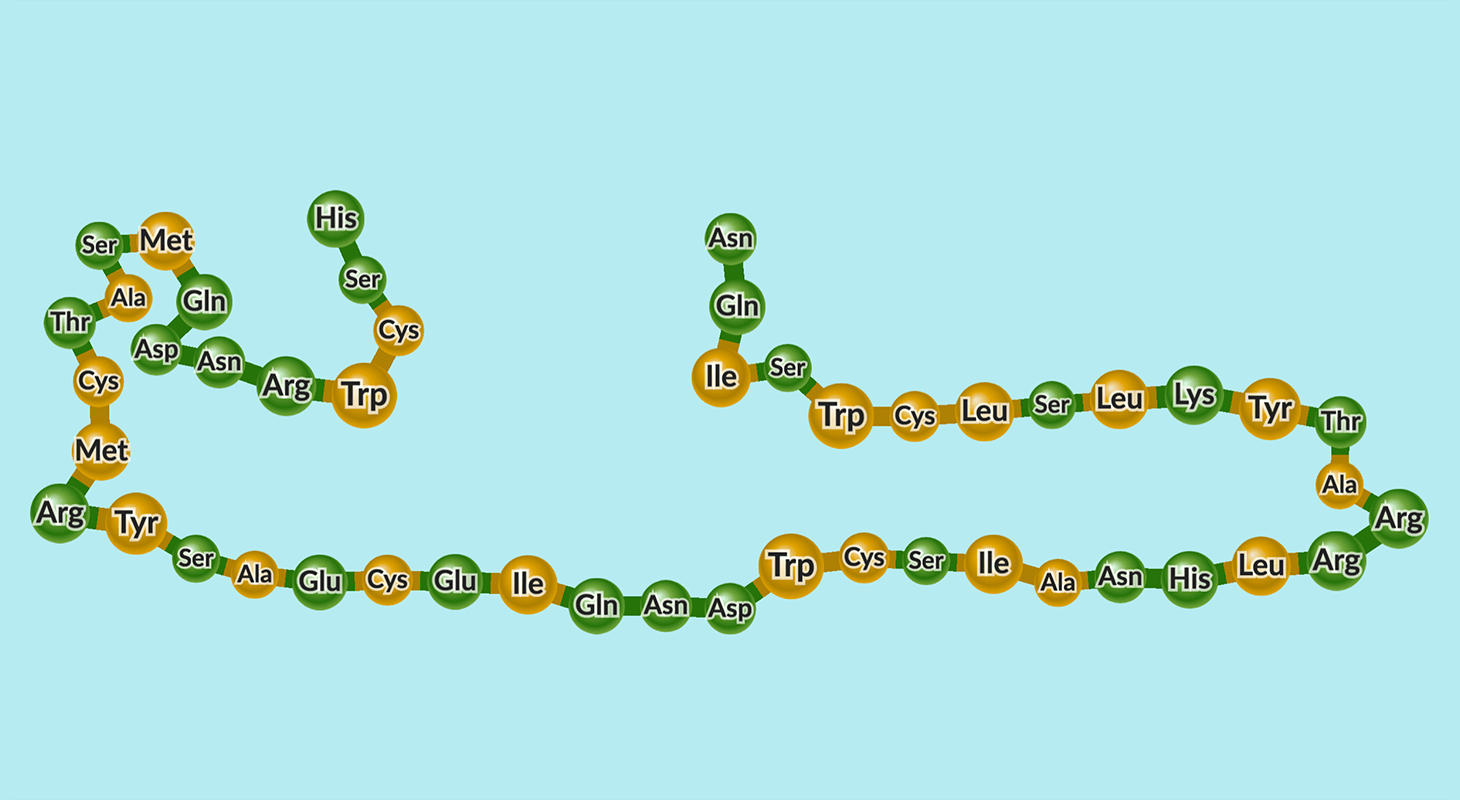 His
Ser
Cys
Trp
Arg
Asn
Asp
Gln
Met
Ser
Ala
Thr
Cys
Met
Arg
Tyr
Ser
Ala
Glu
Cys
Glu
Ile
Gln
Asn
Asp
Trp
Cys
Ser
Ile
Ala
Asn
His
Leu
Arg
Arg
Ala
Thr
Tyr
Lys
Leu
Ser
Leu
Cys
Trp
Ser
Ile
Gln
Asn